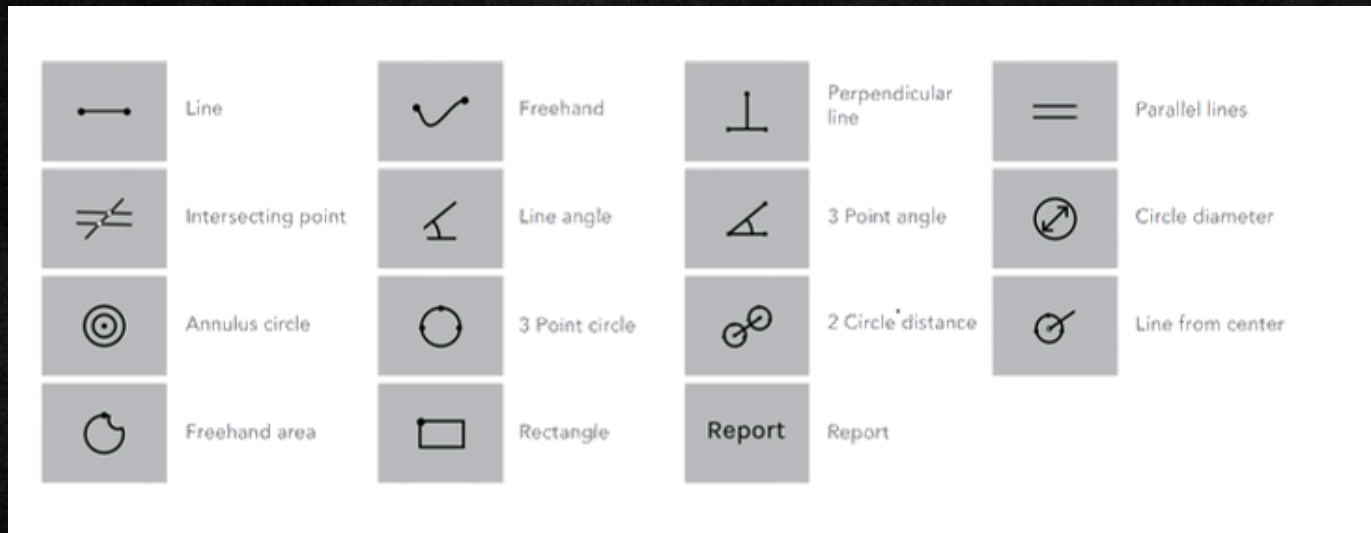 Line
Freehand
Perpendicular
line
Parallel lines
Intersecting point
Line angle
3 Point angle
Circle diameter
Annulus circle
3 Point circle
2 Circle distance
Line from center
Freehand area
Rectangle
Report
Report